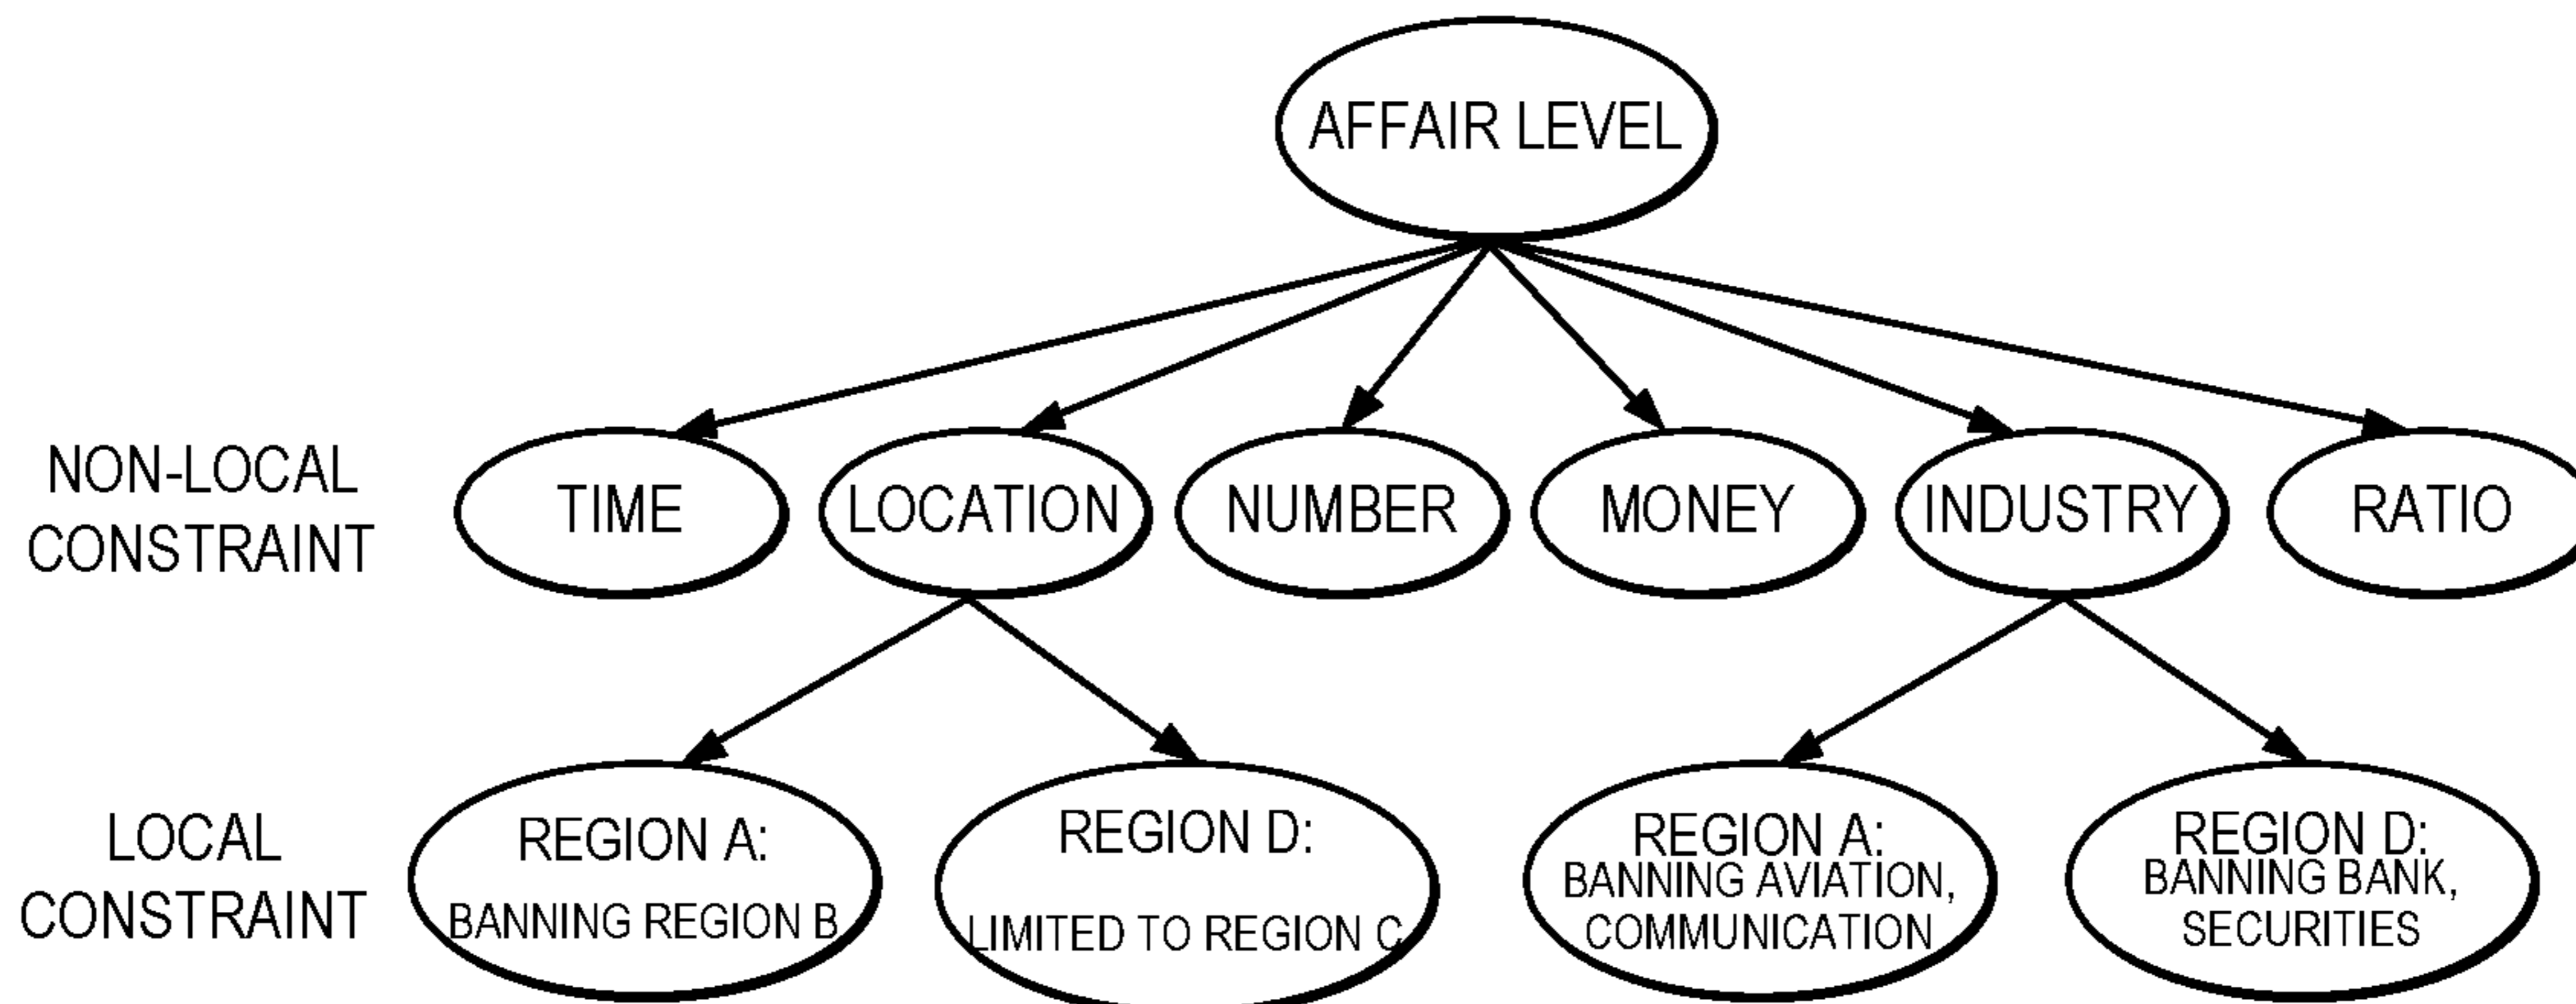 AFFAIR LEVEL
NON-LOCAL
CONSTRAINT
TIME
LOCATION
NUMBER
MONEY
INDUSTRY
RATIO
LOCAL
CONSTRAINT
REGION A:
BANNING REGION B
REGION D:
LIMITED TO REGION C
REGION A:
BANNING AVIATION,
COMMUNICATION
REGION D:
BANNING BANK,
SECURITIES